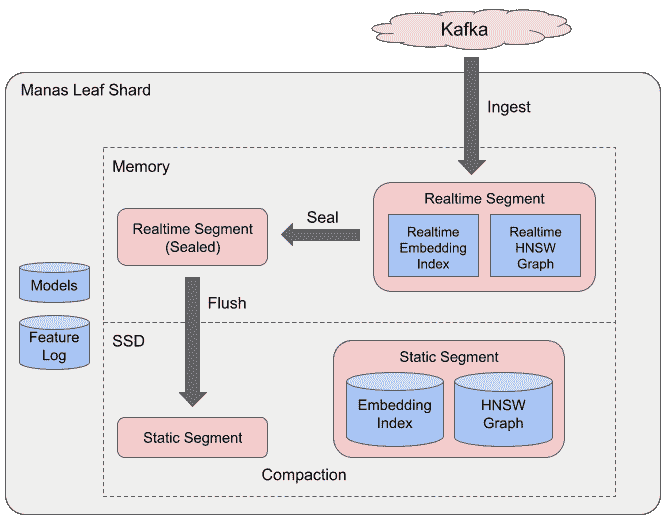 Kafka
Manas Leaf Shard
Ingest
Memory
Realtime Segment
Realtime
Embedding
Index
Realtime
HNSW
Graph
Seal
Realtime Segment
(Sealed)
Models
Feature
Log
Flush
SSD
Static Segment
Embedding
Index
HNSW
Graph
Static Segment
Compaction